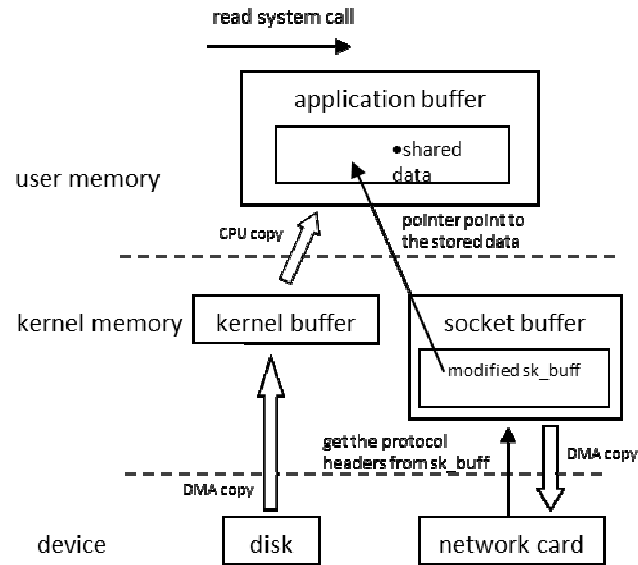 read system call
application buffer
•shared
data
user memory
CPU copy
pointer point to
the stored data
kernel memory
kernel buffer
socket buffer
modified sk_buff
get the protocol
headers from sk_buff
DMA copy
DMA copy
device
disk
network card